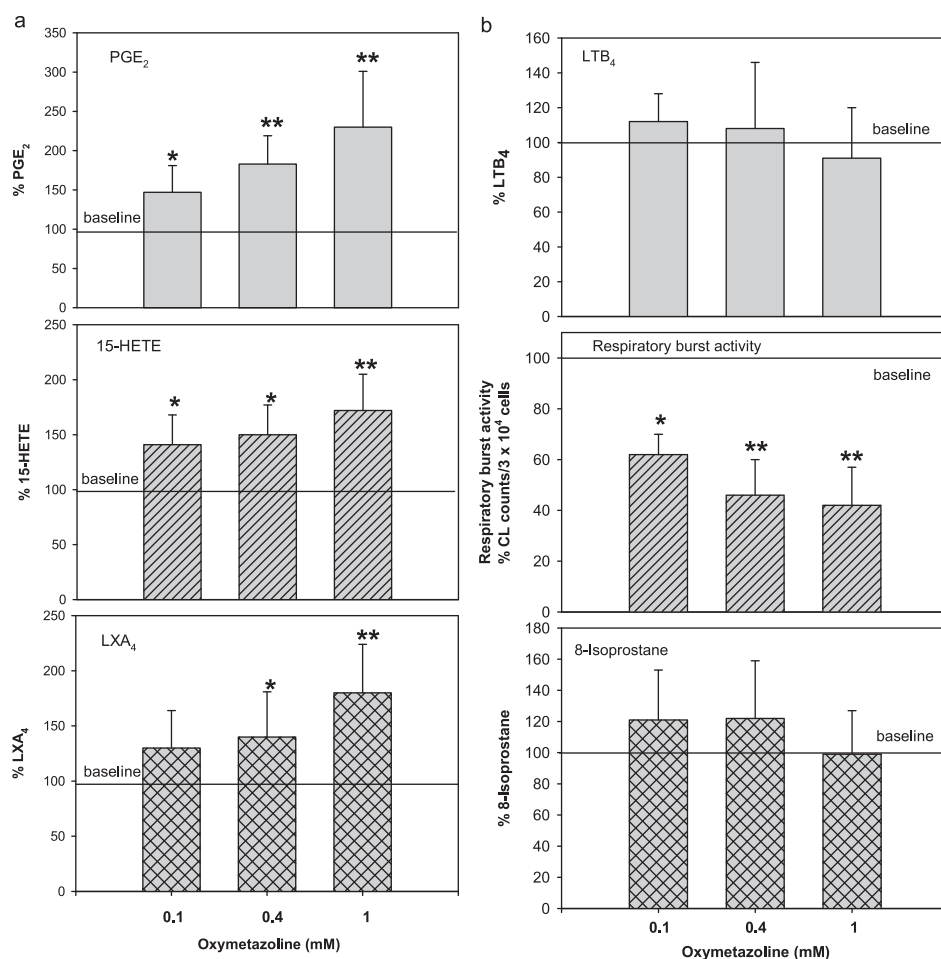 a
PGE₂
% PGE₂
350
300
250
200
150
100
50
0
baseline
*
**
**
15-HETE
% 15-HETE
250
200
150
100
50
0
baseline
*
*
**
LXA₄
% LXA₄
250
200
150
100
50
0
baseline
*
**
0.1
0.4
1
Oxymetazoline (mM)
b
LTB₄
% LTB₄
160
140
120
100
80
60
40
20
0
baseline
Respiratory burst activity
Respiratory burst activity
% CL counts/3 x 10⁴ cells
100
80
60
40
20
0
baseline
*
**
**
8-Isoprostane
% 8-Isoprostane
180
160
140
120
100
80
60
40
20
0
baseline
0.1
0.4
1
Oxymetazoline (mM)